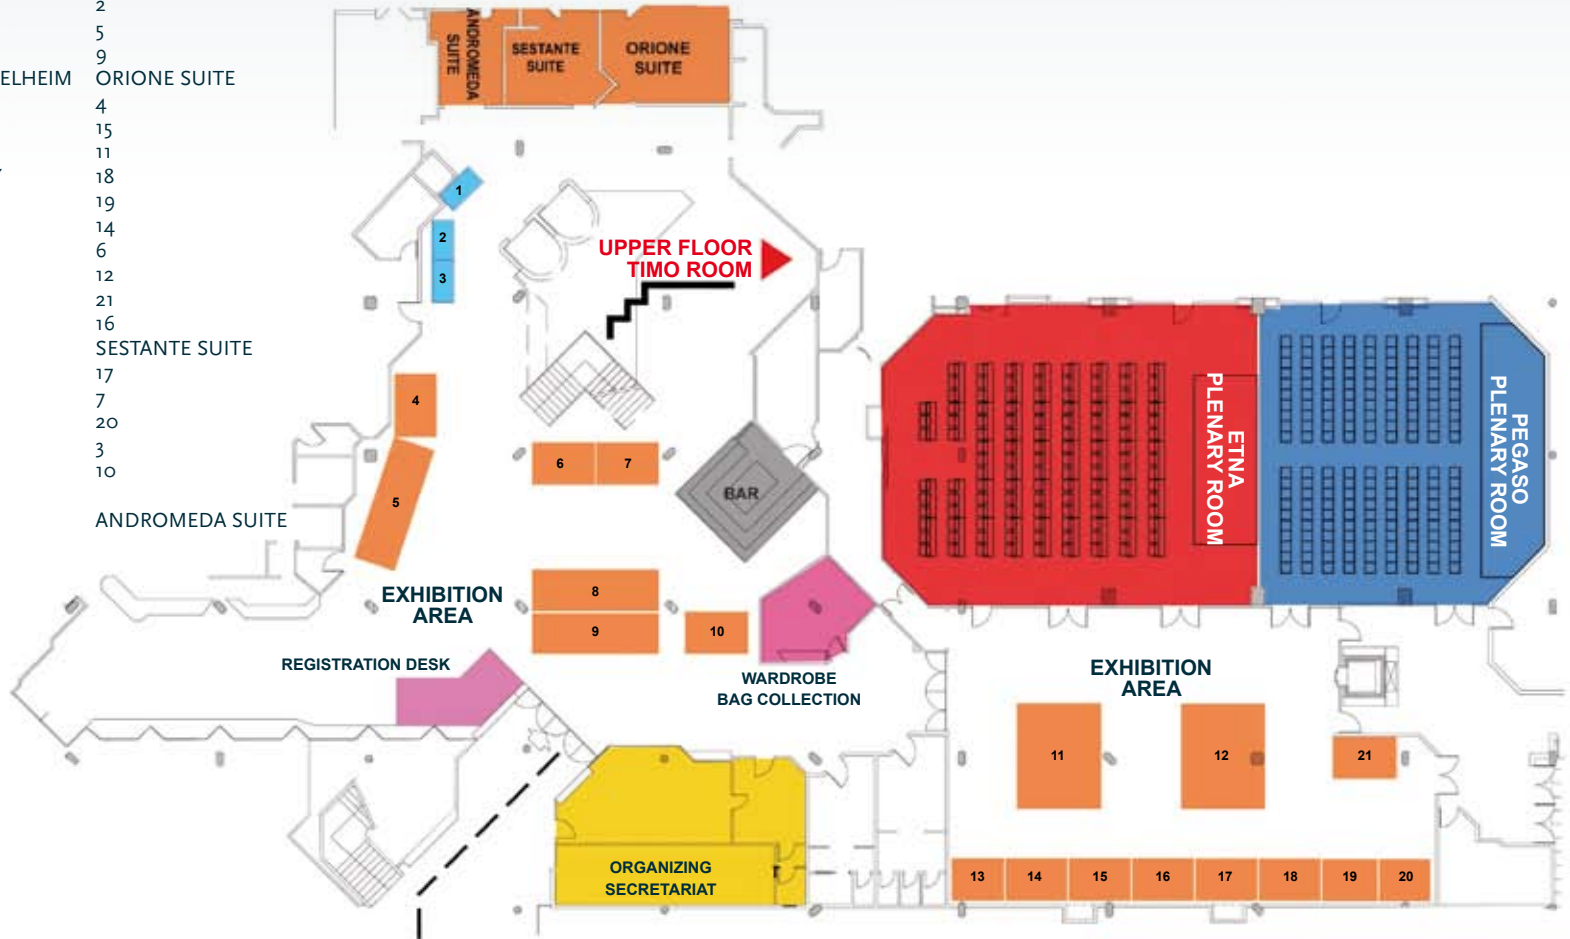 2
5
9
ELHEIM ORIONE SUITE
4
15
11
18
19
14
6
12
21
16
SESTANTE SUITE
17
7
20
3
10
ANDROMEDA SUITE
ANDROMEDA
SUITE
SESTANTE
SUITE
ORIONE
SUITE
1
2
3
UPPER FLOOR
TIMO ROOM
4
5
6
7
BAR
ETNA
PLENARY ROOM
PEGASO
PLENARY ROOM
EXHIBITION
AREA
8
9
10
REGISTRATION DESK
WARDROBE
BAG COLLECTION
EXHIBITION
AREA
11
12
21
ORGANIZING
SECRETARIAT
13
14
15
16
17
18
19
20